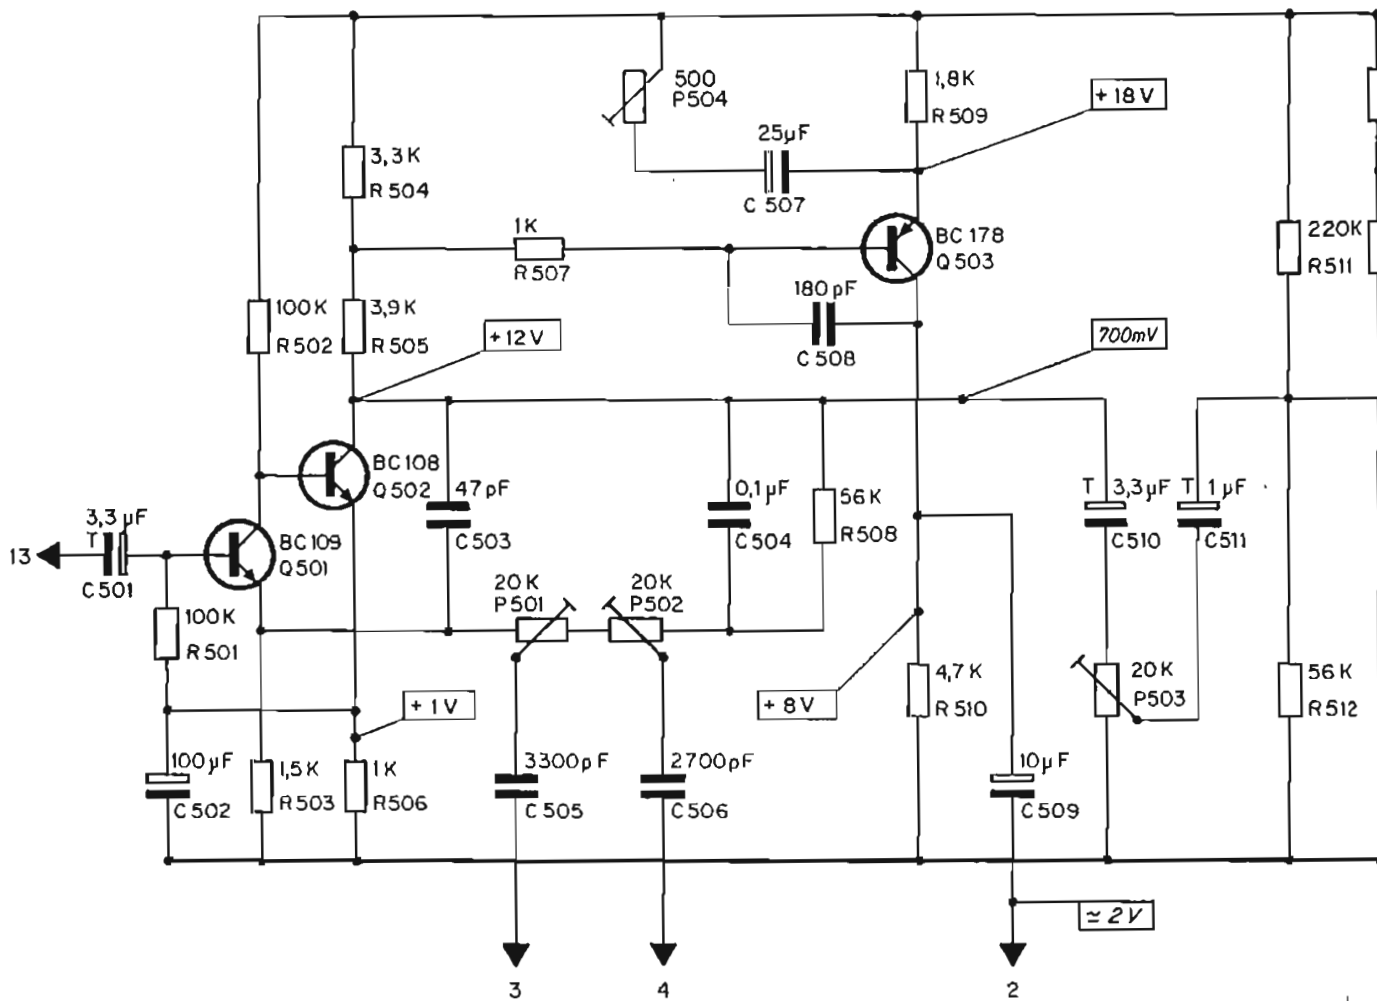 500
P504
1,8K
R509
+18V
25µF
C507
3,3K
R504
1K
R507
BC178
Q503
220K
R511
180pF
C508
100K
R502
3,9K
R505
+12V
700mV
BC108
Q502
47pF
C503
0,1µF
C504
56K
R508
T 3,3µF
C510
T 1µF
C511
3,3µF
T
13
C501
BC109
Q501
20K
P501
20K
P502
100K
R501
4,7K
R510
20K
P503
56K
R512
+1V
+8V
100µF
C502
1,5K
R503
1K
R506
3300pF
C505
2700pF
C506
10µF
C509
≃2V
3
4
2